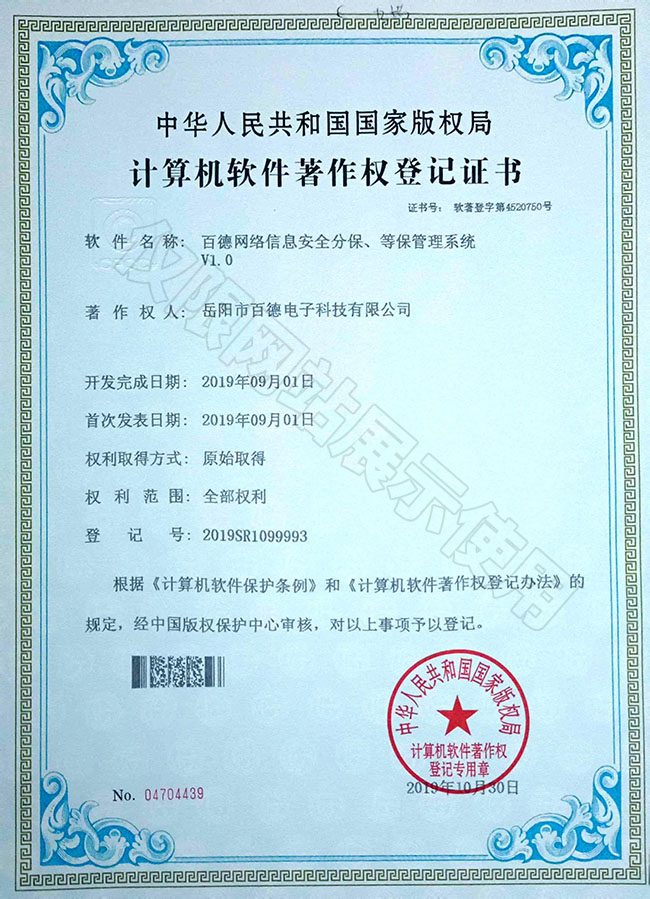 中华人民共和国国家版权局
计算机软件著作权登记证书
证书号: 软著登字第4520750号
软件名称: 百德网络信息安全分保、等保管理系统
V1.0
著作权人: 岳阳市百德电子科技有限公司
开发完成日期: 2019年09月01日
首次发表日期: 2019年09月01日
权利取得方式: 原始取得
权利范围: 全部权利
登记号: 2019SR1099993
根据《计算机软件保护条例》和《计算机软件著作权登记办法》的
规定，经中国版权保护中心审核，对以上事项予以登记。
中华人民共和国国家版权局
计算机软件著作权
登记专用章
No. 04704439
2019年10月30日
仅限网站展示使用